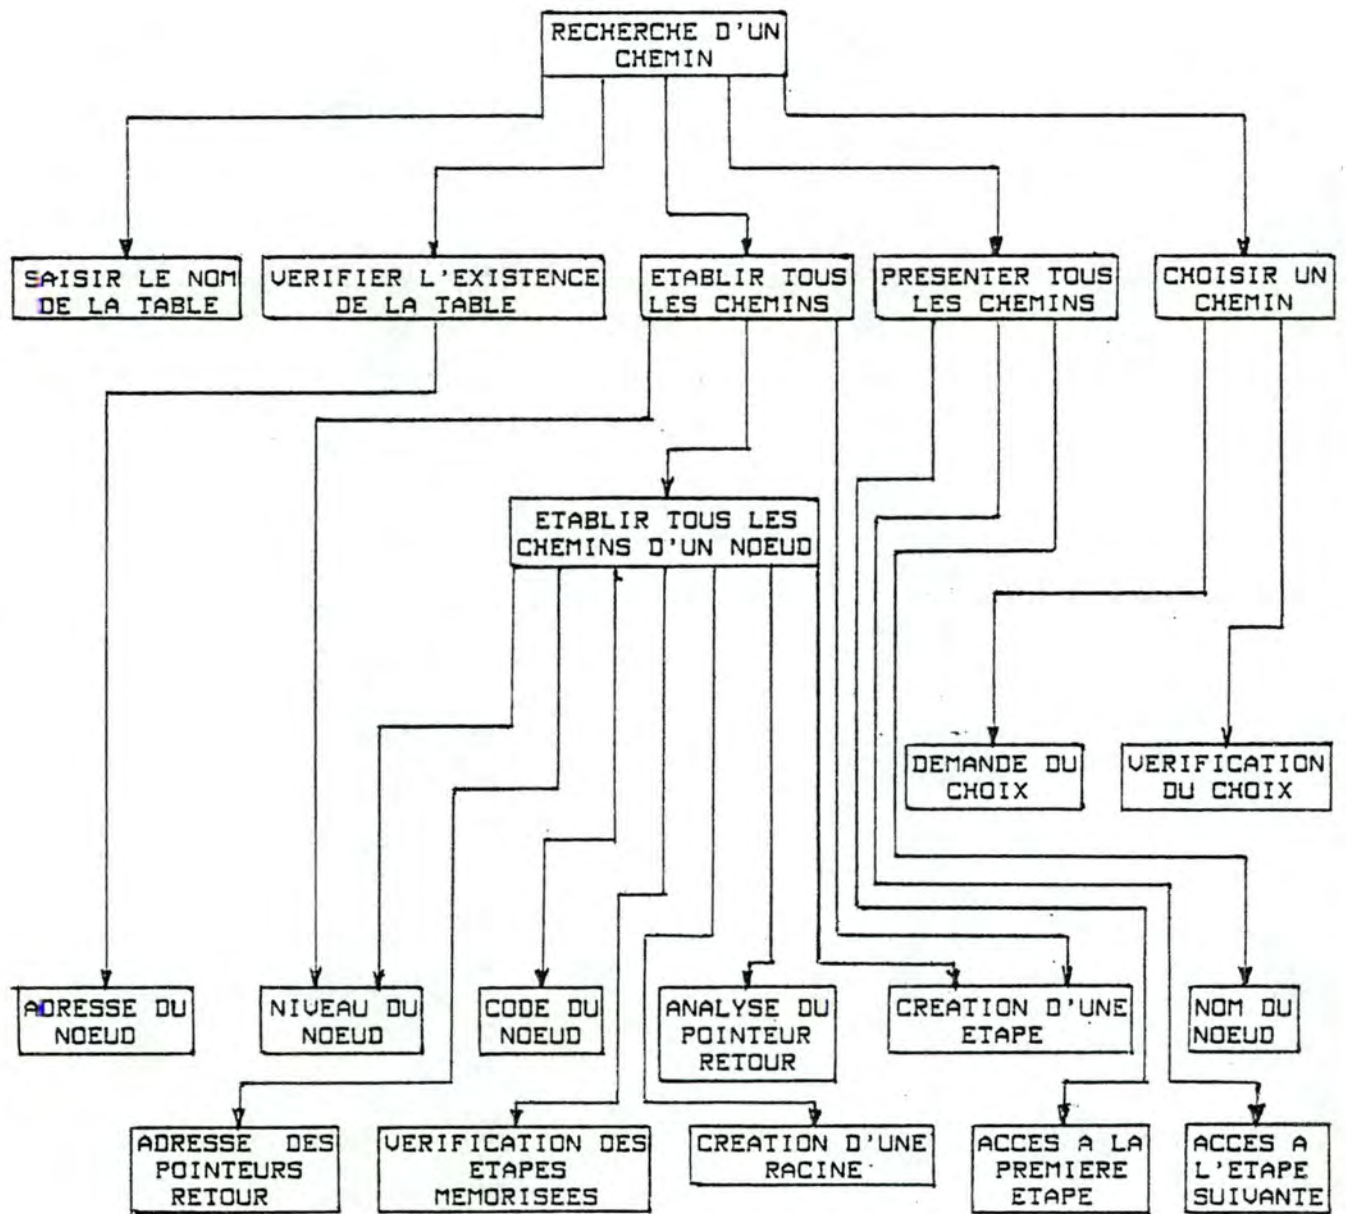 RECHERCHE D'UN
CHEMIN
SAISIR LE NOM
DE LA TABLE
VERIFIER L'EXISTENCE
DE LA TABLE
ETABLIR TOUS
LES CHEMINS
PRESENTER TOUS
LES CHEMINS
CHOISIR UN
CHEMIN
ETABLIR TOUS LES
CHEMINS D'UN NOEUD
DEMANDE DU
CHOIX
VERIFICATION
DU CHOIX
ADRESSE DU
NOEUD
NIVEAU DU
NOEUD
CODE DU
NOEUD
ANALYSE DU
POINTEUR
RETOUR
CREATION D'UNE
ETAPE
NOM DU
NOEUD
ADRESSE DES
POINTEURS
RETOUR
VERIFICATION DES
ETAPES
MEMORISEES
CREATION D'UNE
RACINE
ACCES A LA
PREMIERE
ETAPE
ACCES A
L'ETAPE
SUIVANTE